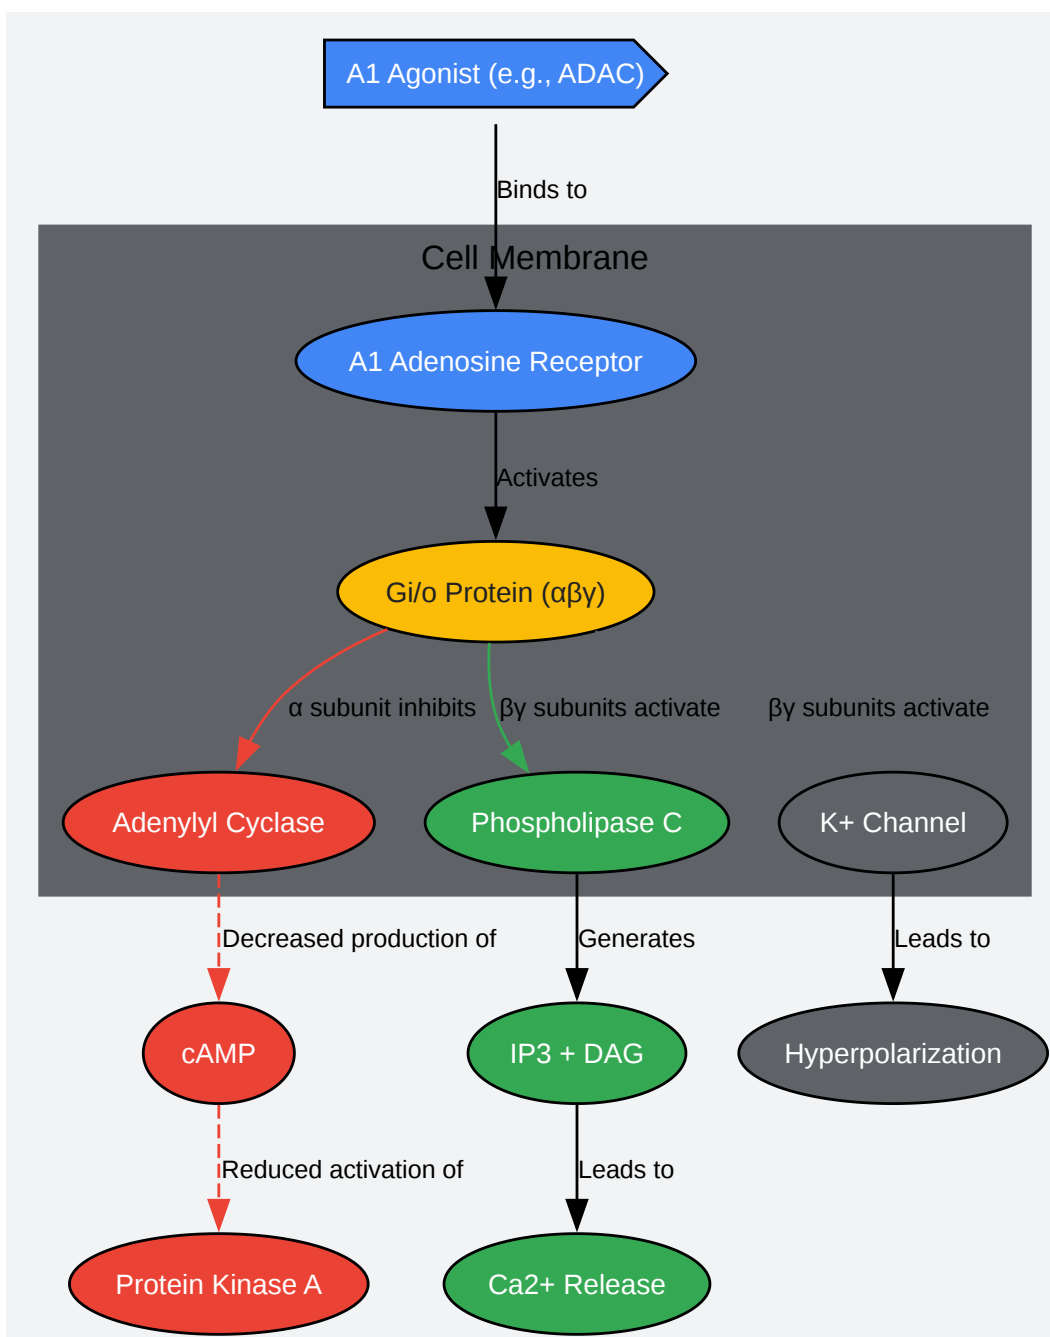 A1 Agonist (e.g., ADAC)
Binds to
Cell Membrane
A1 Adenosine Receptor
Activates
Gi/o Protein (αβγ)
α subunit inhibits
βγ subunits activate
βγ subunits activate
Adenylyl Cyclase
Phospholipase C
K+ Channel
Decreased production of
Generates
Leads to
cAMP
IP3 + DAG
Hyperpolarization
Reduced activation of
Leads to
Protein Kinase A
Ca2+ Release